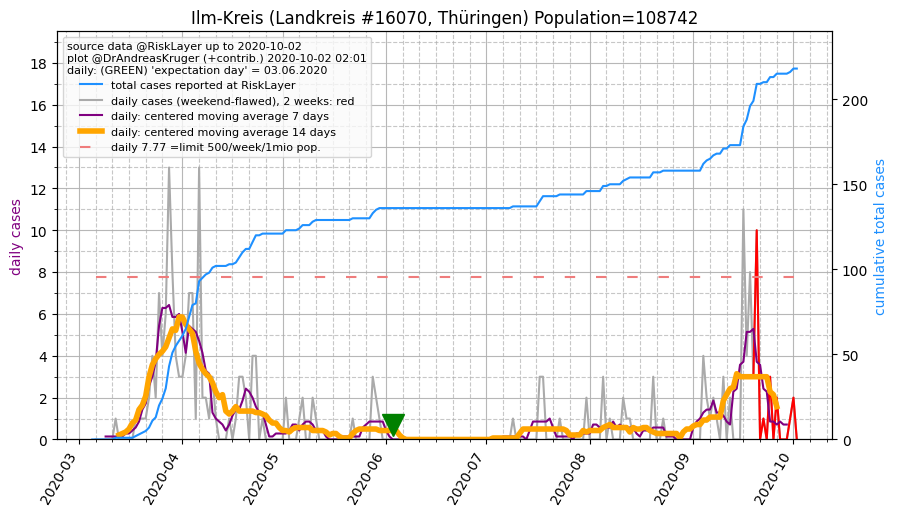 Ilm-Kreis (Landkreis #16070, Thüringen) Population=108742
source data @RiskLayer up to 2020-10-02
plot @DrAndreasKruger (+contrib.) 2020-10-02 02:01
daily: (GREEN) 'expectation day' = 03.06.2020
total cases reported at RiskLayer
daily cases (weekend-flawed), 2 weeks: red
daily: centered moving average 7 days
daily: centered moving average 14 days
daily 7.77 =limit 500/week/1mio pop.
daily cases
18
16
14
12
10
8
6
4
2
0
cumulative total cases
200
150
100
50
0
2020-03
2020-04
2020-05
2020-06
2020-07
2020-08
2020-09
2020-10